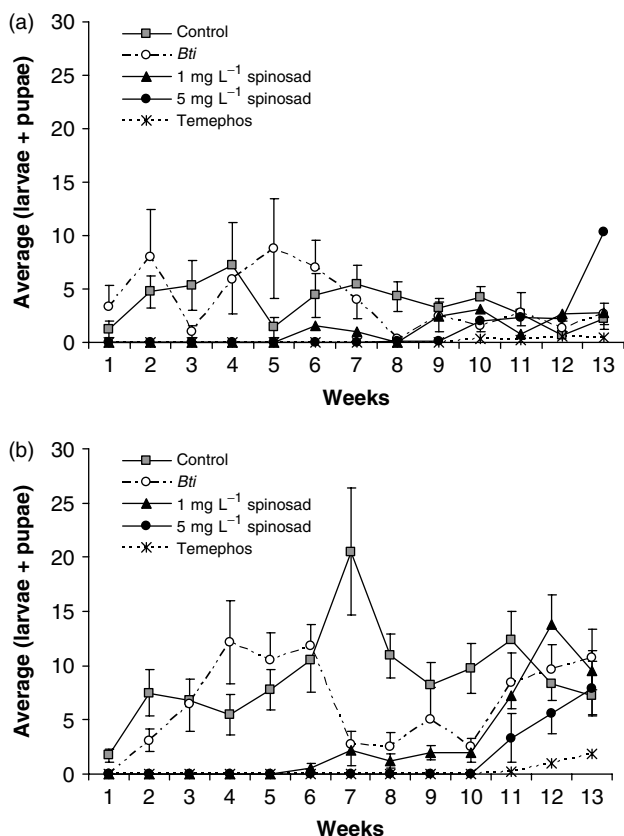 (a)
30
25
20
15
10
5
0
Average (larvae + pupae)
Control
Bti
1 mg L⁻¹ spinosad
5 mg L⁻¹ spinosad
Temephos
1 2 3 4 5 6 7 8 9 10 11 12 13
Weeks
(b)
30
25
20
15
10
5
0
Average (larvae + pupae)
Control
Bti
1 mg L⁻¹ spinosad
5 mg L⁻¹ spinosad
Temephos
1 2 3 4 5 6 7 8 9 10 11 12 13
Weeks